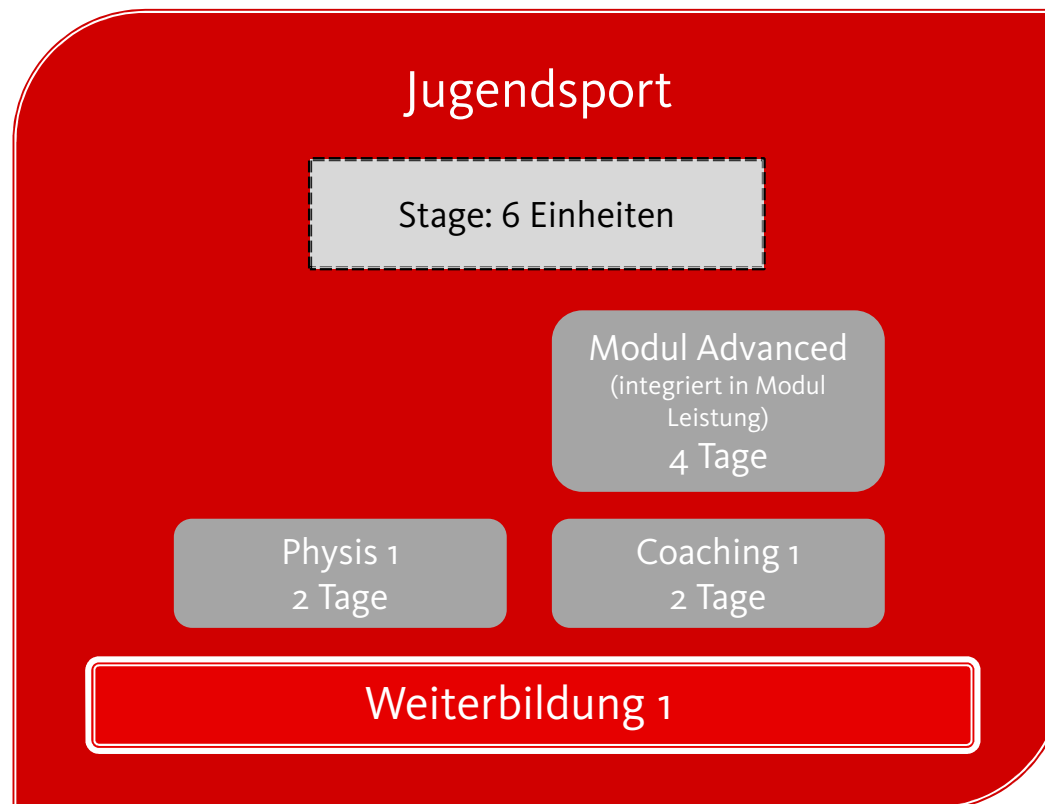 Jugendsport
Stage: 6 Einheiten
Modul Advanced
(integriert in Modul
Leistung)
4 Tage
Physis 1
2 Tage
Coaching 1
2 Tage
Weiterbildung 1